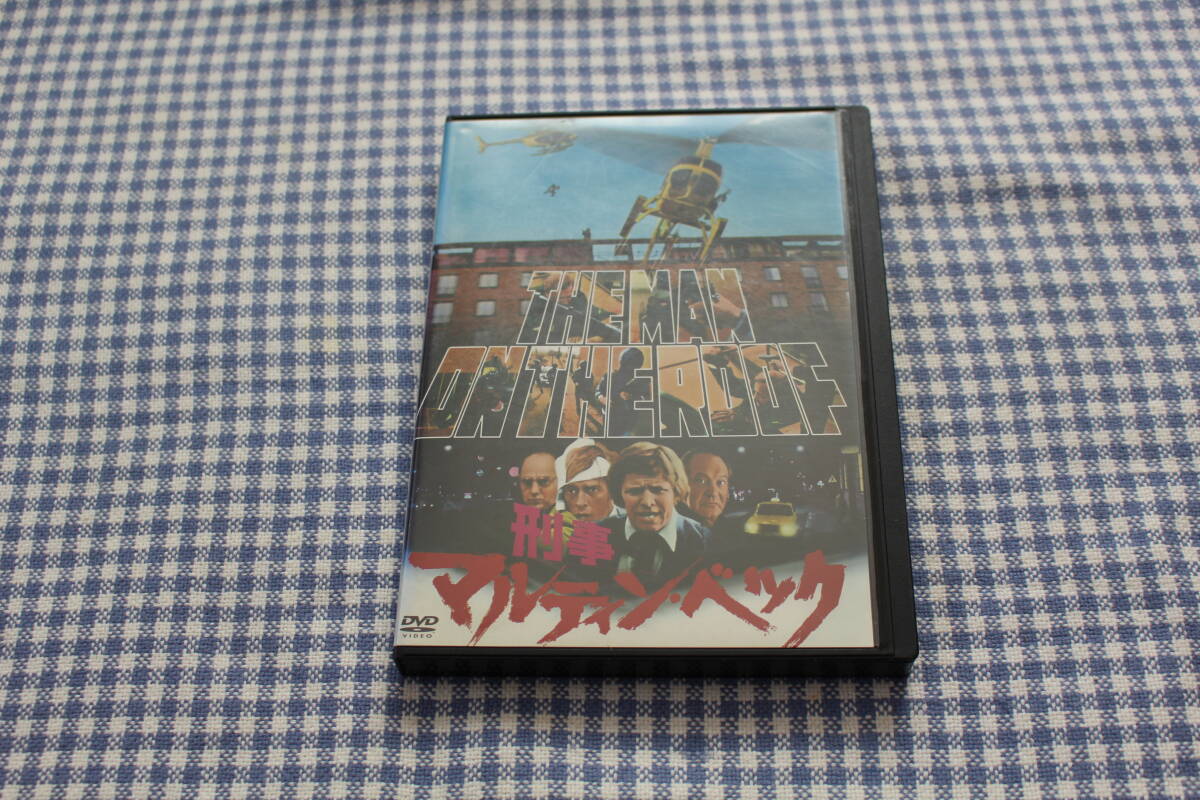 THE MAN
ON THE ROOF
刑事
マルティン・ベック
DVD
VIDEO